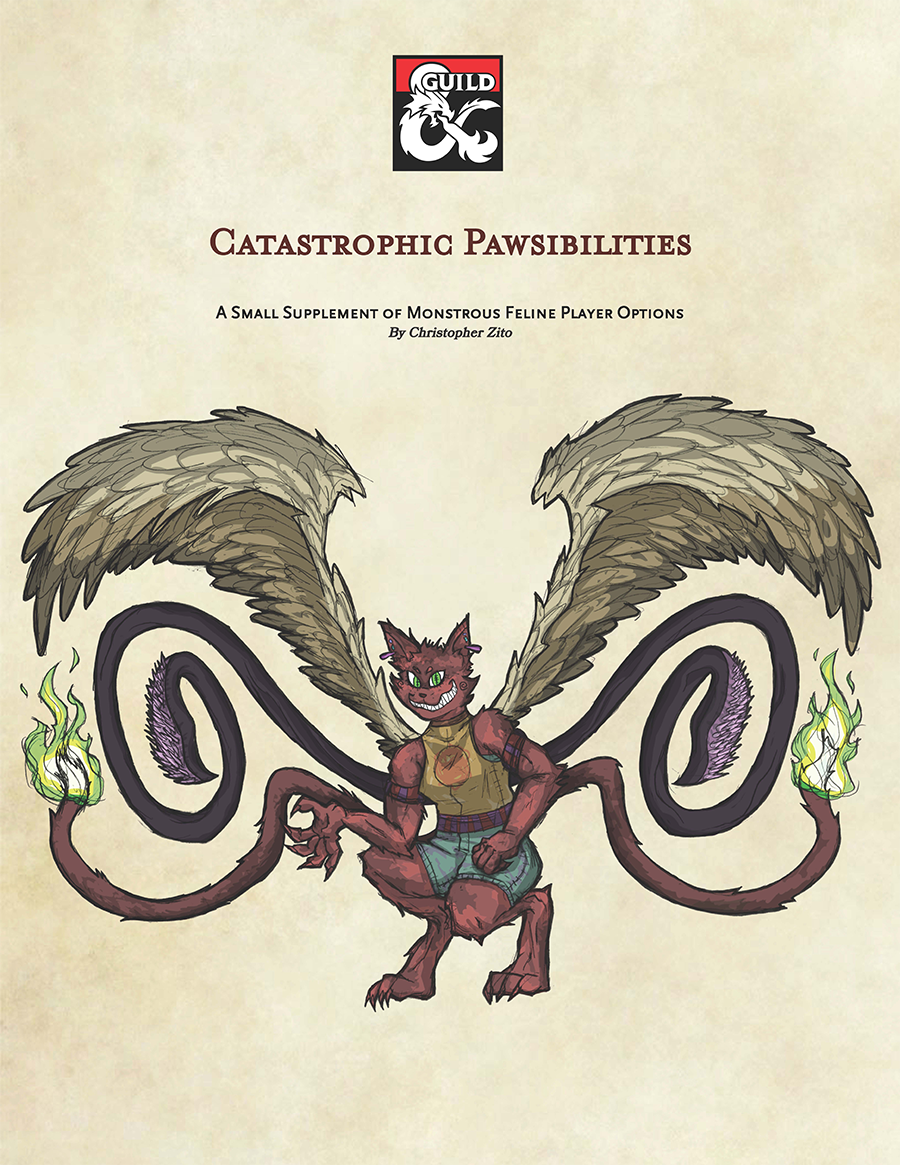 GUILD
Catastrophic Pawsibilities
A Small Supplement of Monstrous Feline Player Options
By Christopher Zito